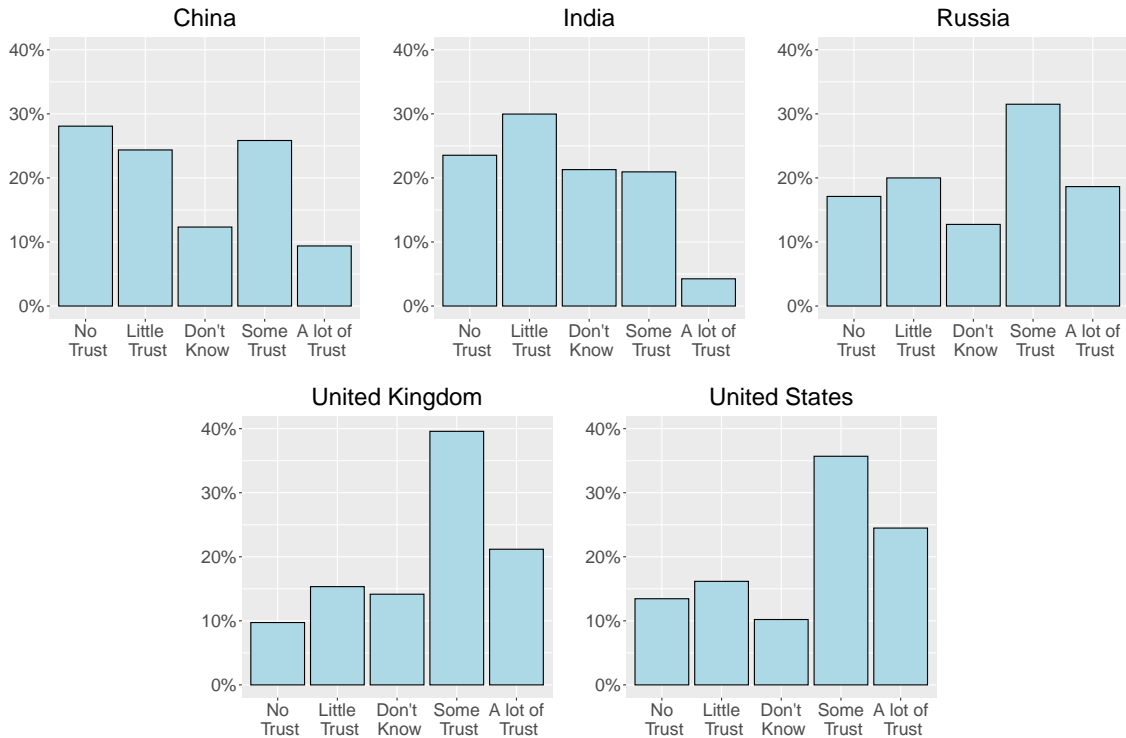 China
India
Russia
40%
30%
20%
10%
0%
40%
30%
20%
10%
0%
40%
30%
20%
10%
0%
No Trust
Little Trust
Don't Know
Some Trust
A lot of Trust
No Trust
Little Trust
Don't Know
Some Trust
A lot of Trust
No Trust
Little Trust
Don't Know
Some Trust
A lot of Trust
United Kingdom
United States
40%
30%
20%
10%
0%
40%
30%
20%
10%
0%
No Trust
Little Trust
Don't Know
Some Trust
A lot of Trust
No Trust
Little Trust
Don't Know
Some Trust
A lot of Trust